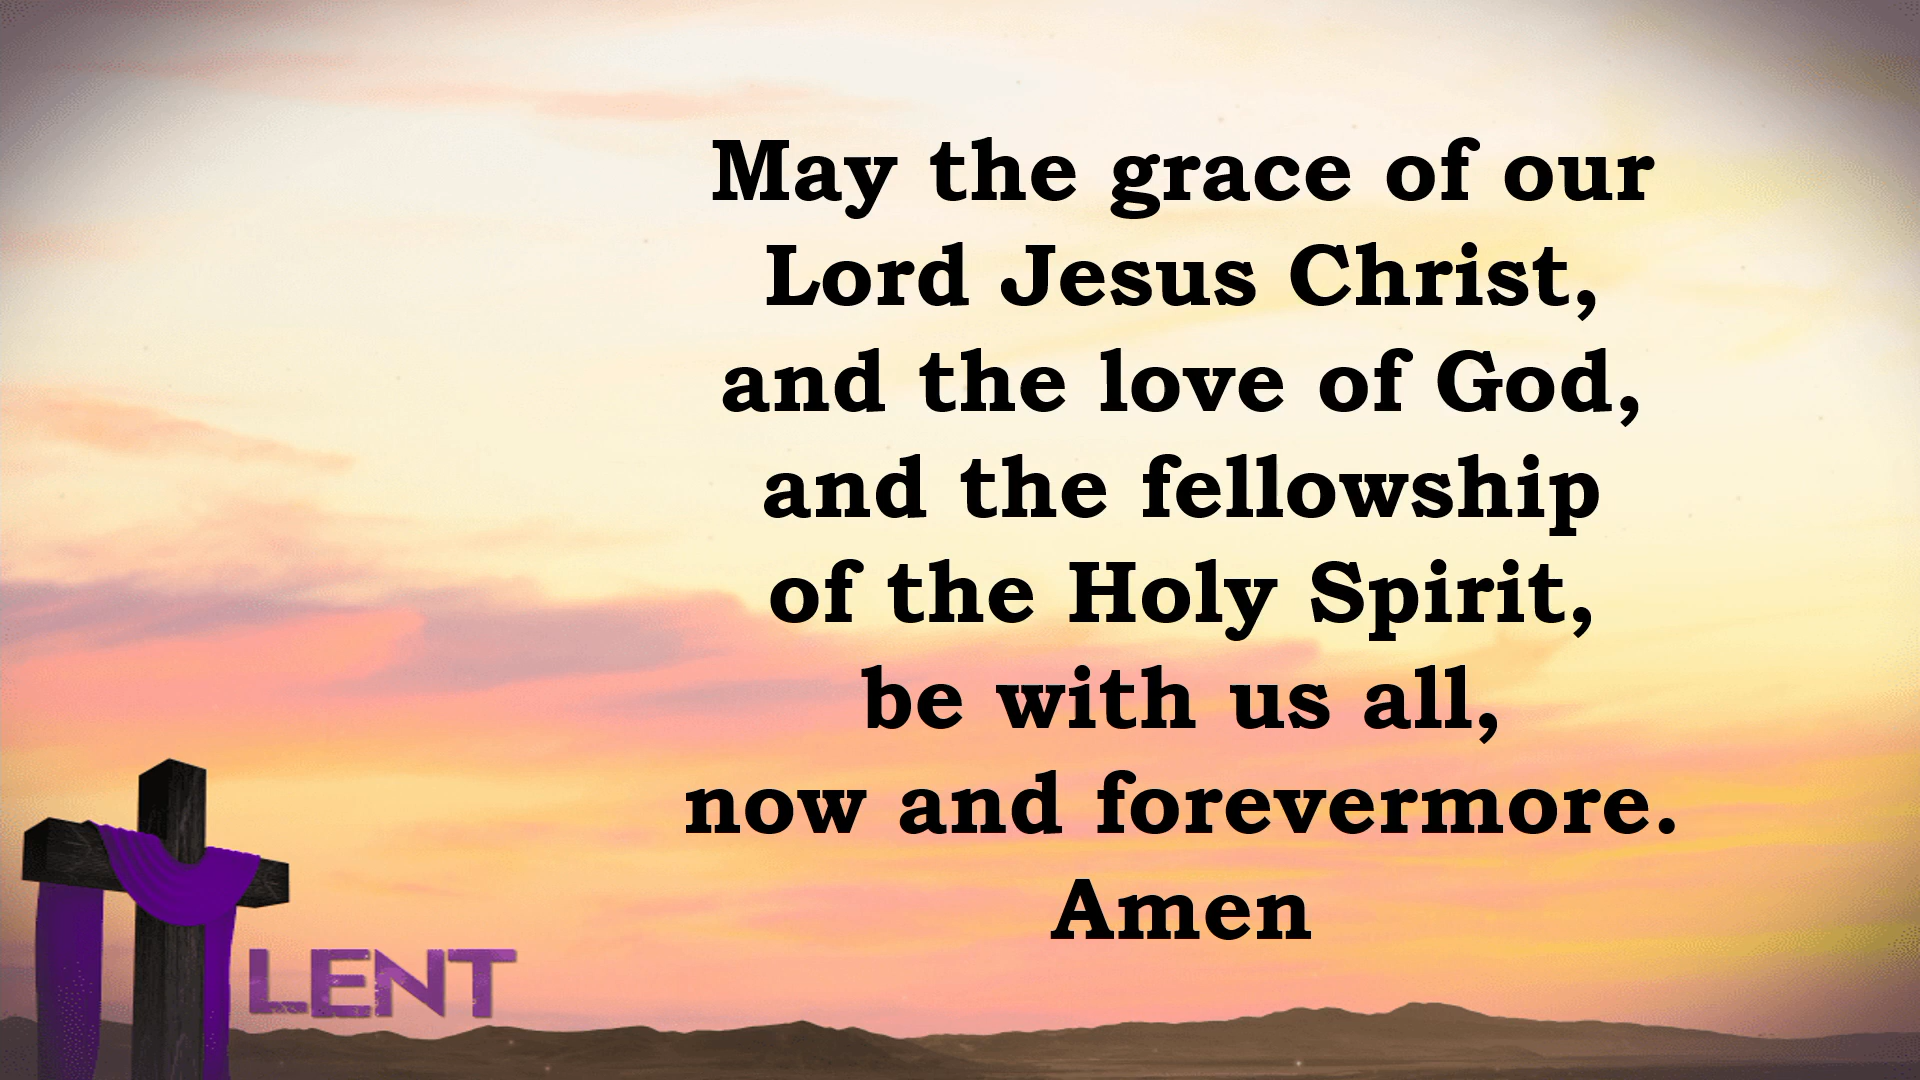 May the grace of our
Lord Jesus Christ,
and the love of God,
and the fellowship
of the Holy Spirit,
be with us all,
now and forevermore.
Amen
LENT